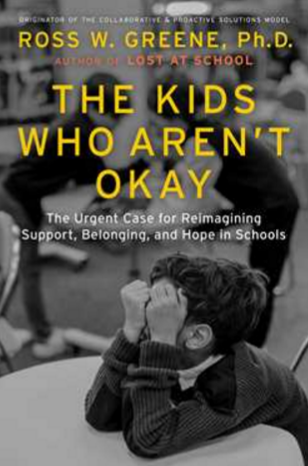 ORIGINATOR OF THE COLLABORATIVE & PROACTIVE SOLUTIONS MODEL
ROSS W. GREENE, Ph.D.
AUTHOR OF LOST AT SCHOOL
THE KIDS
WHO AREN'T
OKAY
The Urgent Case for Reimagining
Support, Belonging, and Hope in Schools